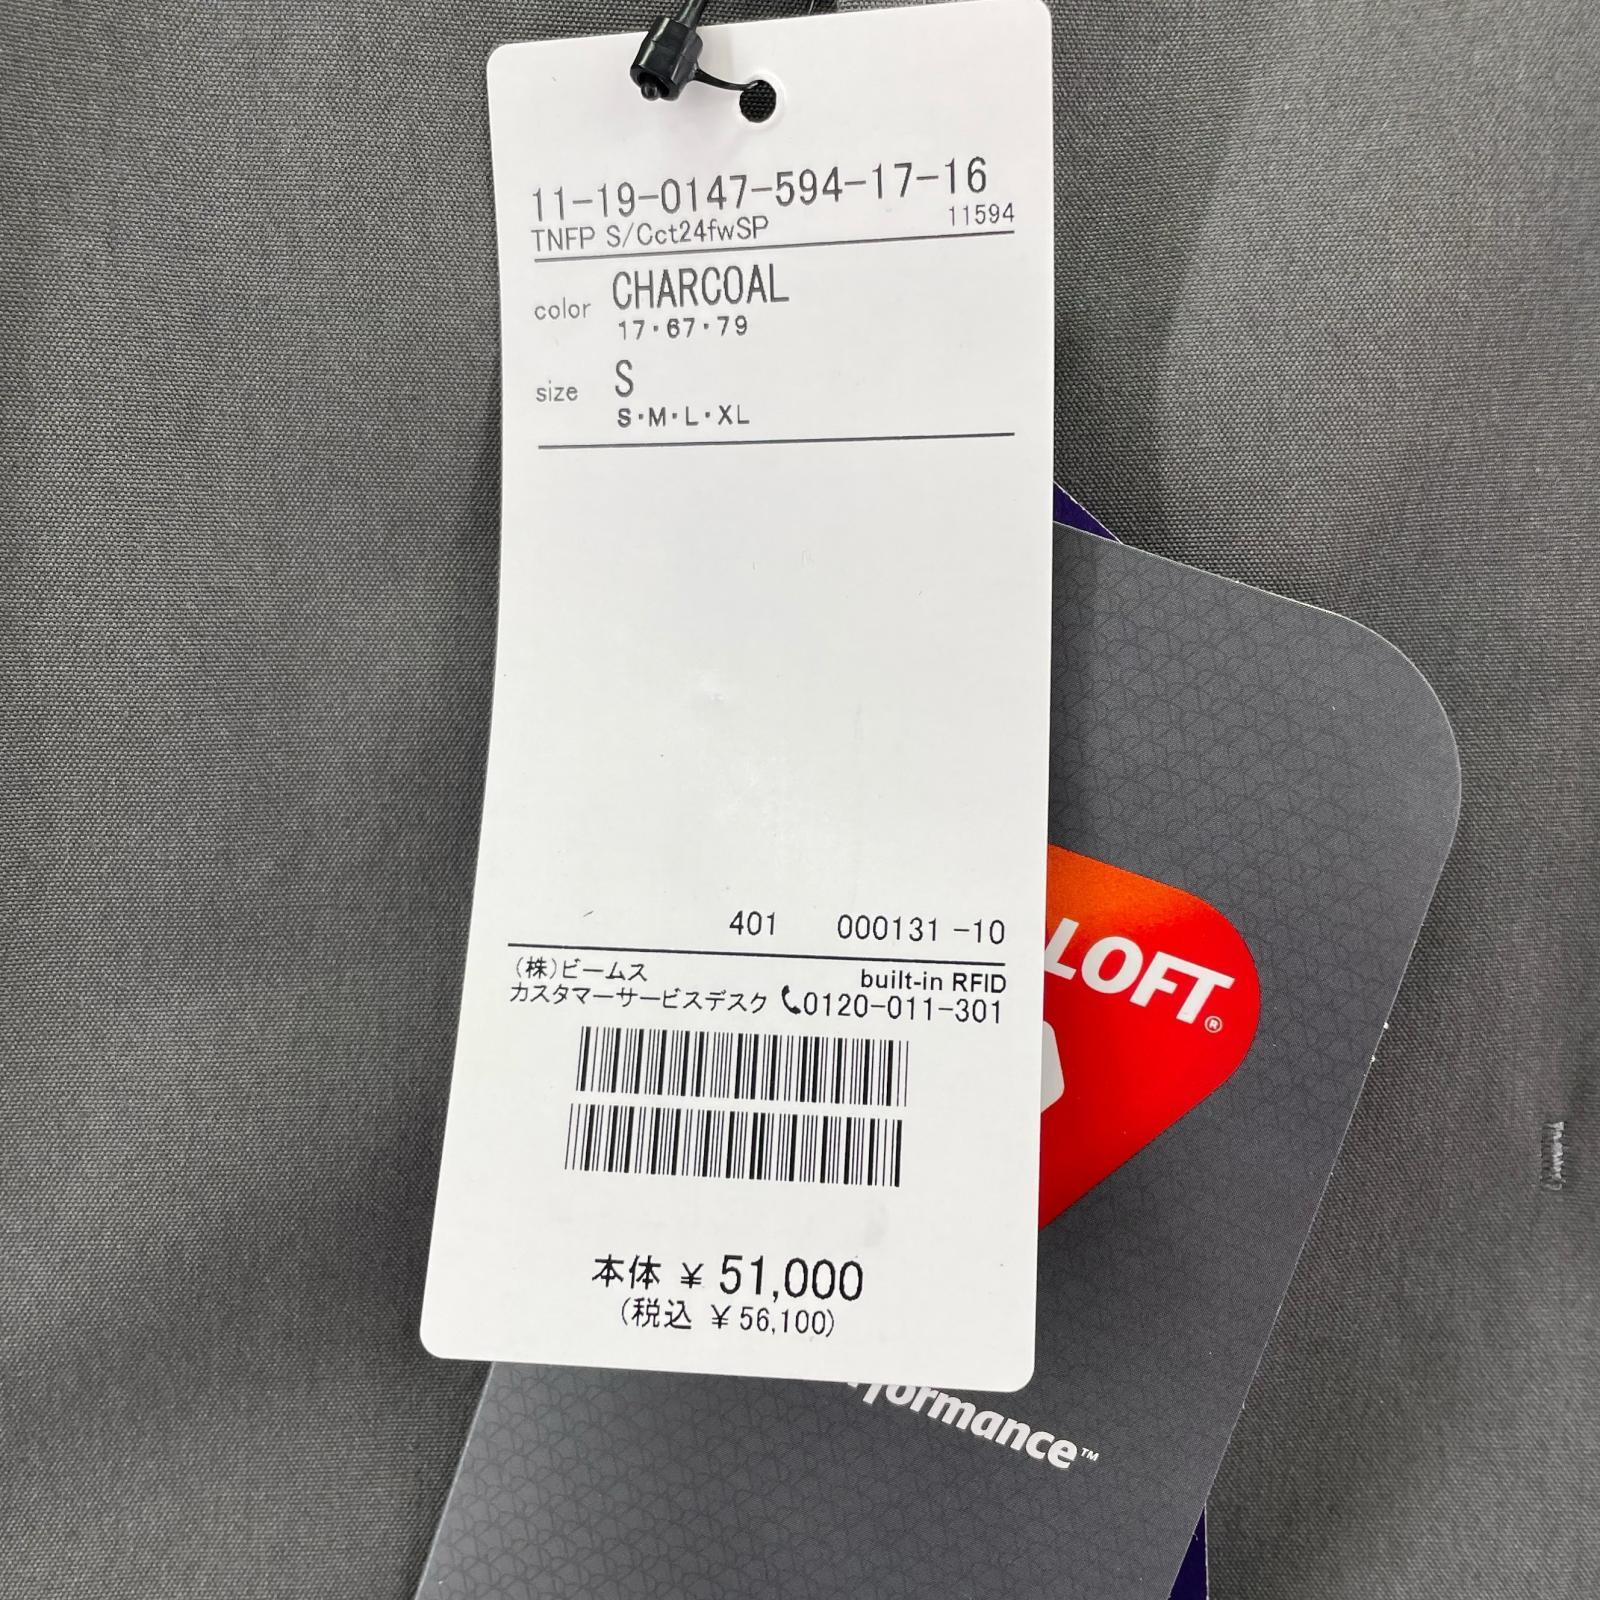 11-19-0147-594-17-16
TNFP S/Cct24fwSP 11594
color CHARCOAL
17・67・79
size S
S・M・L・XL
401 000131 -10
(株)ビームス built-in RFID
カスタマーサービスデスク 0120-011-301
本体 ¥ 51,000
(税込 ¥ 56,100)
LOFT®